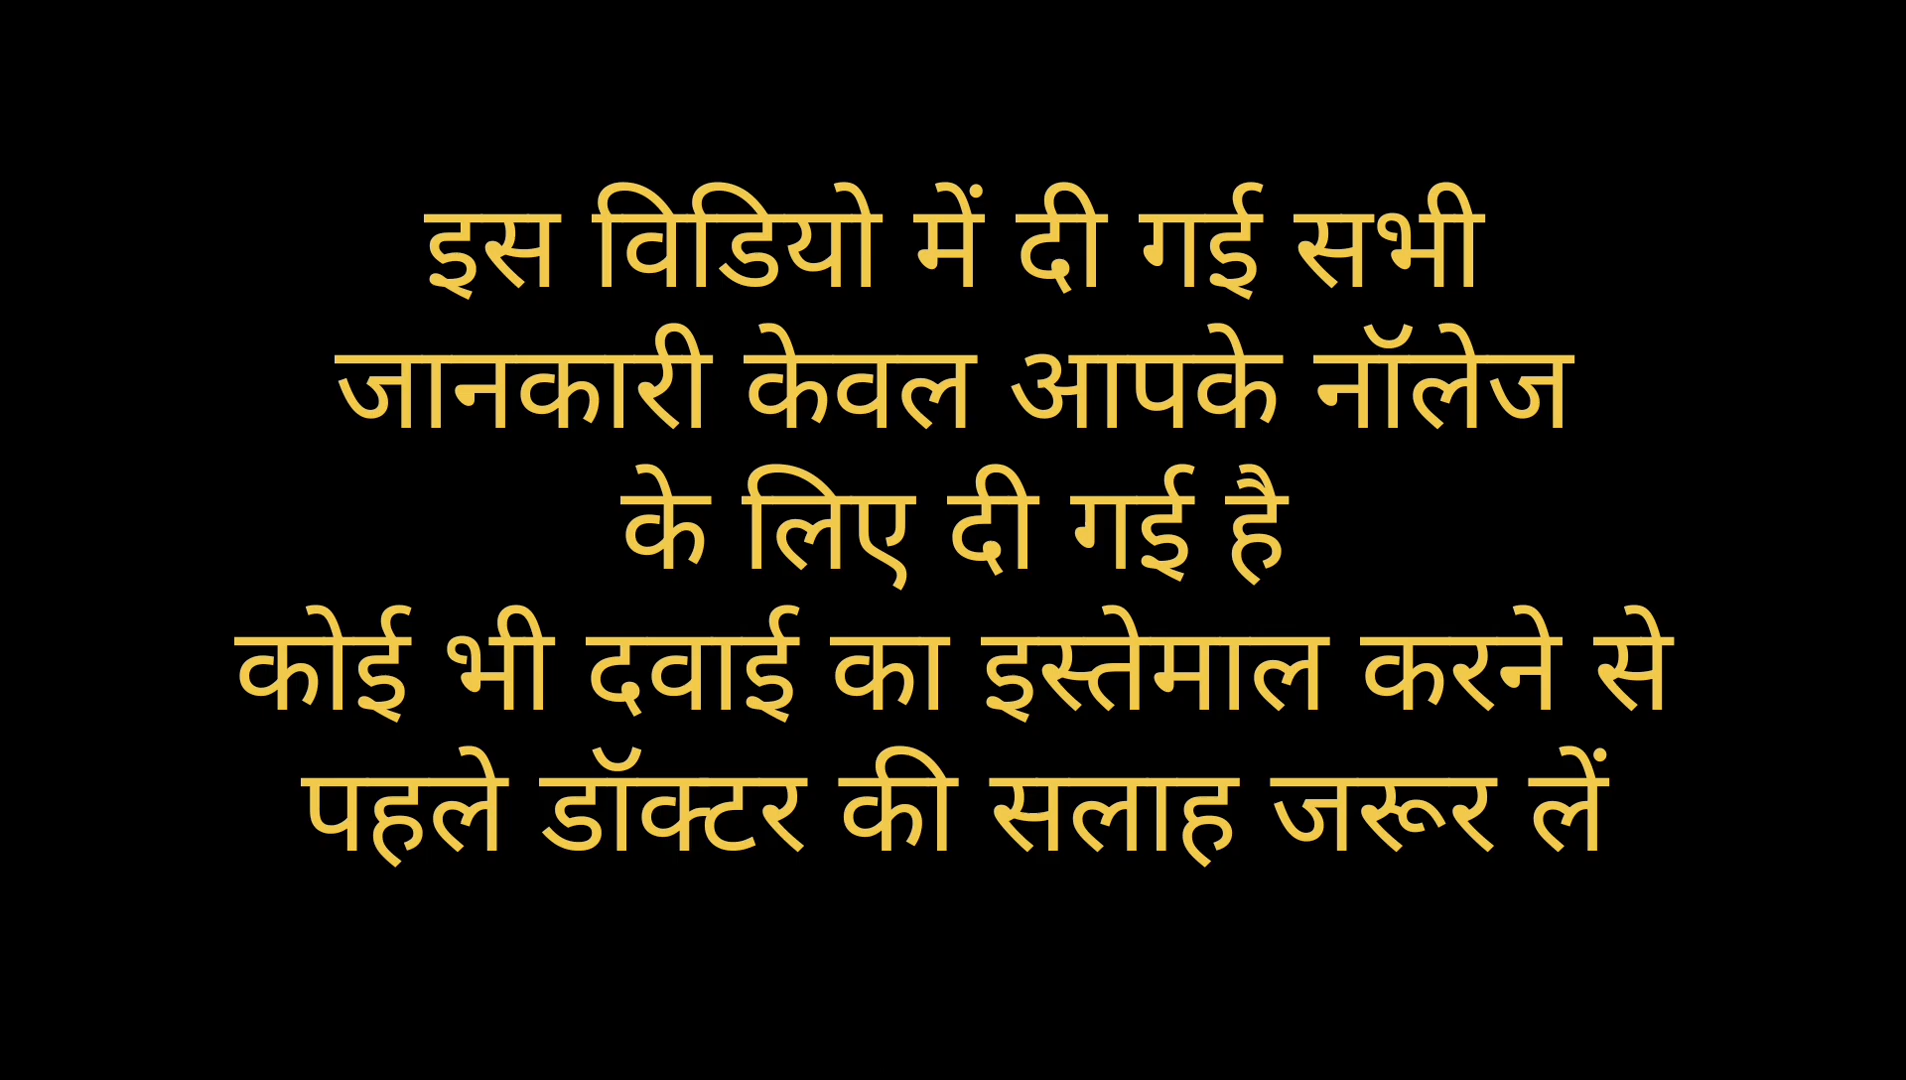 इस विडियो में दी गई सभी
जानकारी केवल आपके नॉलेज
के लिए दी गई है
कोई भी दवाई का इस्तेमाल करने से
पहले डॉक्टर की सलाह जरूर लें